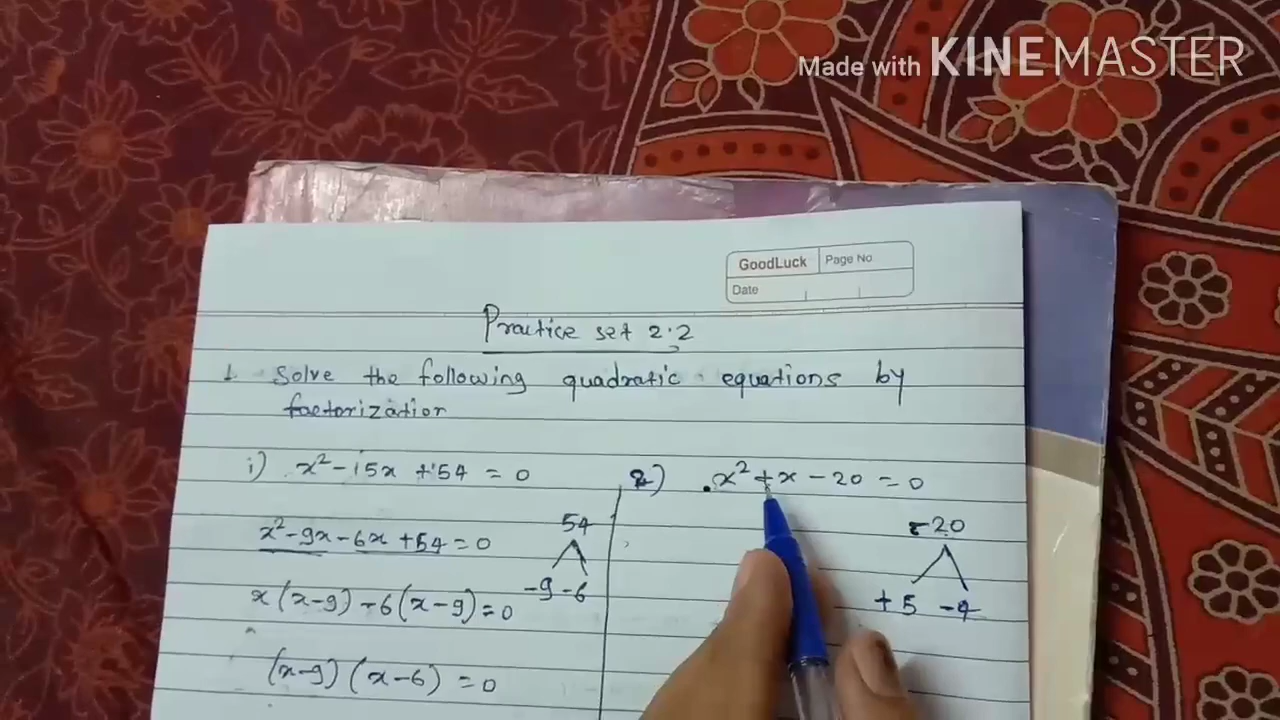 Made with KINEMASTER
GoodLuck Page No
Date
Practice set 2.2
1. Solve the following quadratic equations by
factorization
i) x²-15x +54 = 0
x²-9x-6x +54=0
54
-9 -6
x(x-9) -6(x-9)=0
(x-9) (x-6) =0
2) x²+x-20 =0
-20
+5 -4